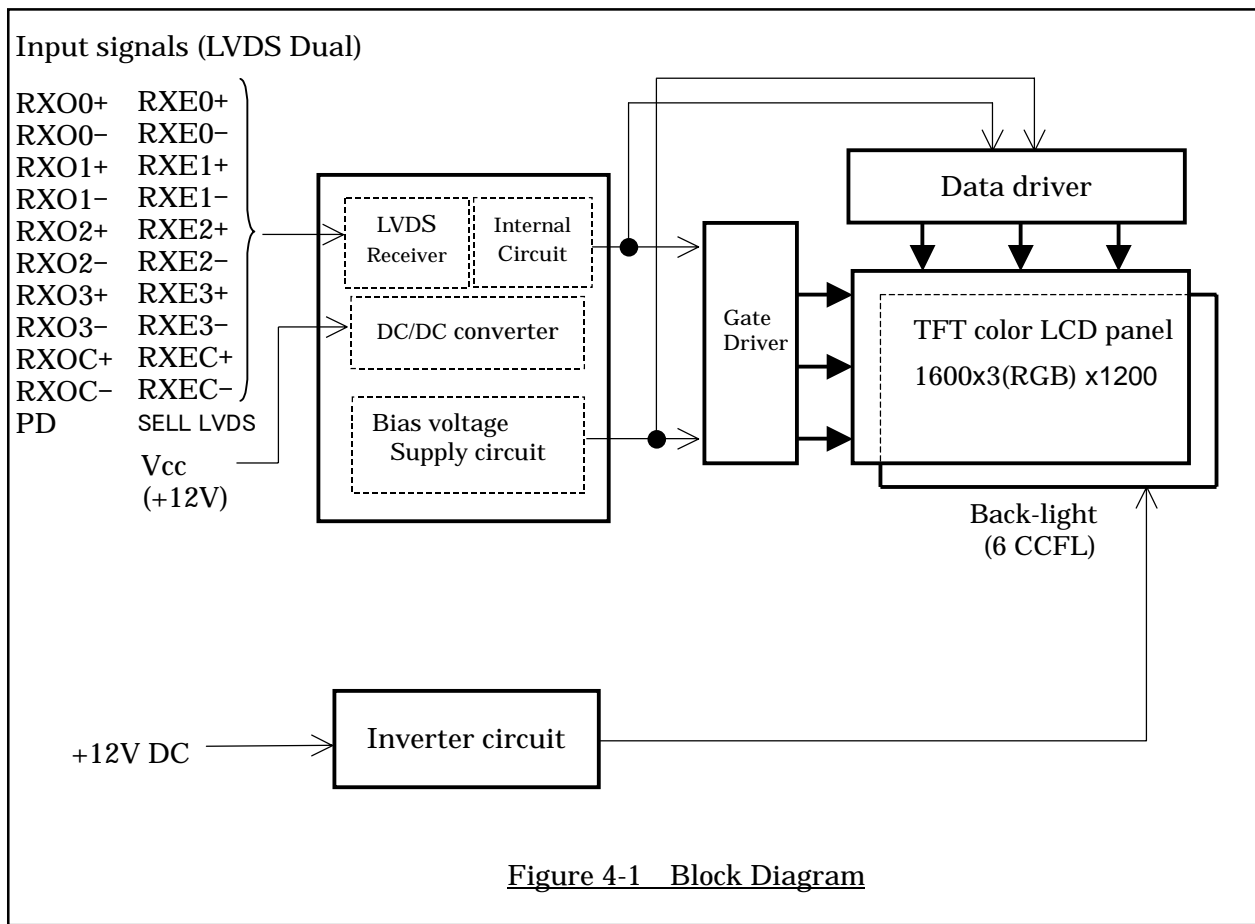 Input signals (LVDS Dual)
RXO0+ RXE0+
RXO0− RXE0−
RXO1+ RXE1+
RXO1− RXE1−
RXO2+ RXE2+
RXO2− RXE2−
RXO3+ RXE3+
RXO3− RXE3−
RXOC+ RXEC+
RXOC− RXEC−
PD SELL LVDS
Vcc
(+12V)
LVDS
Receiver
Internal
Circuit
DC/DC converter
Bias voltage
Supply circuit
Gate
Driver
Data driver
TFT color LCD panel
1600x3(RGB) x1200
Back-light
(6 CCFL)
+12V DC
Inverter circuit
Figure 4-1 Block Diagram